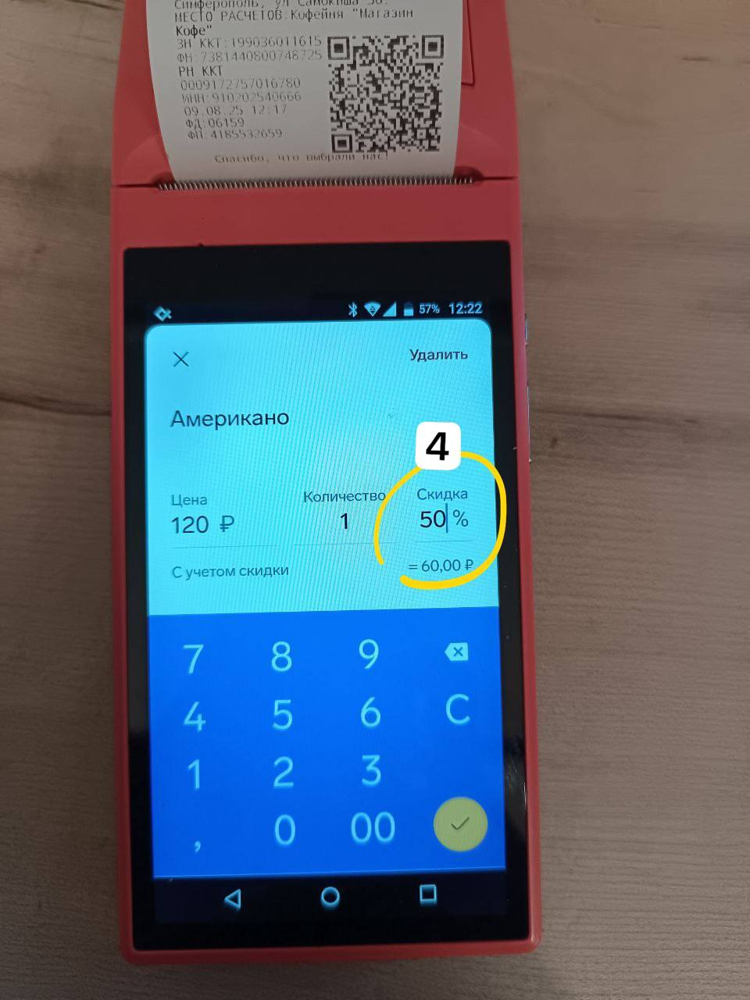 Симферополь, ул Самокиша 30.
МЕСТО РАСЧЕТОВ:Кофейня "Магазин
Кофе"
ЗН ККТ:199036011615
ФН:7381440800748725
РН ККТ
0009172757016780
ИНН:910202540666
09.08.25 12:17
ФД:06159
ФП:4185532659
Спасибо, что выбрали нас!
57% 12:22
Удалить
Американо
4
Цена Количество Скидка
120 ₽ 1 50 %
С учетом скидки = 60,00 ₽
7 8 9
4 5 6 C
1 2 3
, 0 00